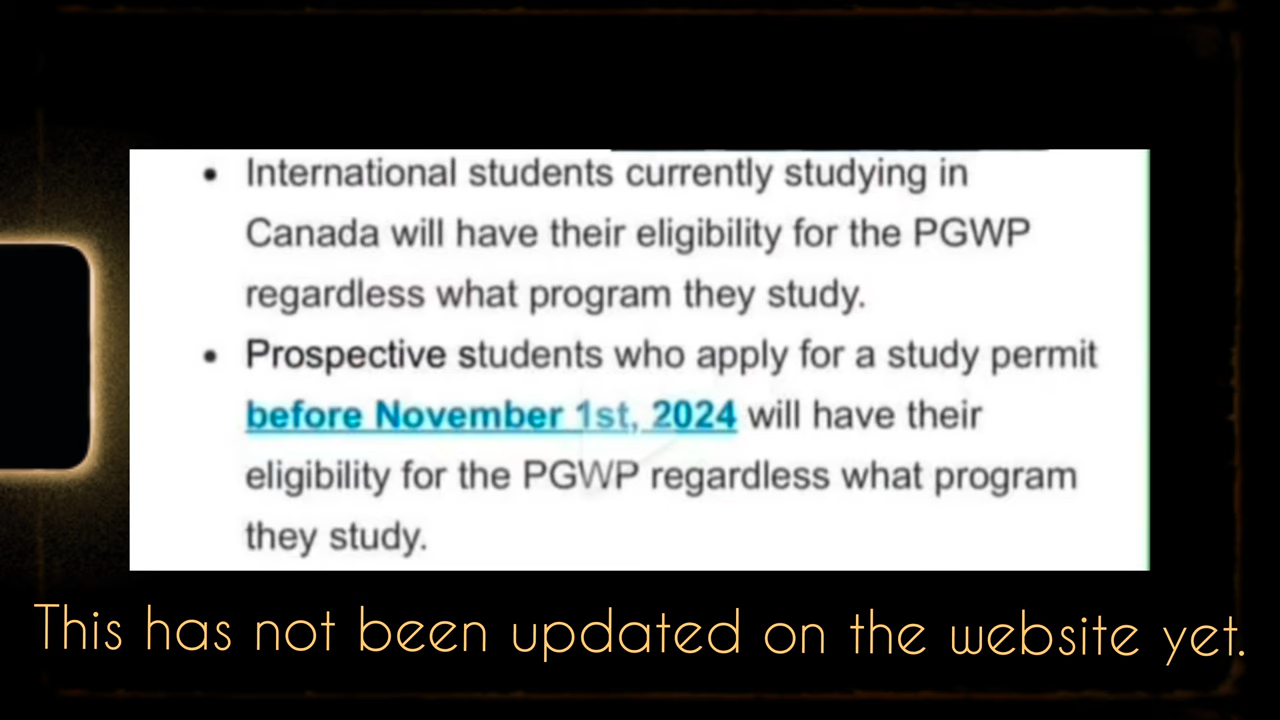 • International students currently studying in
Canada will have their eligibility for the PGWP
regardless what program they study.
• Prospective students who apply for a study permit
before November 1st, 2024 will have their
eligibility for the PGWP regardless what program
they study.
This has not been updated on the website yet.